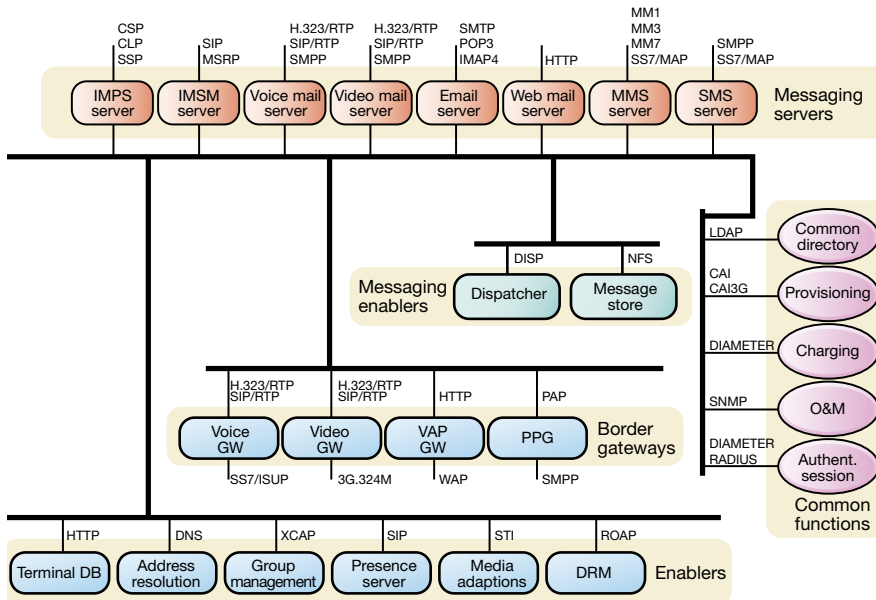 CSP
CLP
SSP
SIP
MSRP
H.323/RTP
SIP/RTP
SMPP
H.323/RTP
SIP/RTP
SMPP
SMTP
POP3
IMAP4
HTTP
MM1
MM3
MM7
SS7/MAP
SMPP
SS7/MAP
IMPS
server
IMSM
server
Voice mail
server
Video mail
server
Email
server
Web mail
server
MMS
server
SMS
server
Messaging
servers
LDAP
Common
directory
CAI
CAI3G
Provisioning
DIAMETER
Charging
SNMP
O&M
DIAMETER
RADIUS
Authent.
session
Common
functions
DISP
NFS
Messaging
enablers
Dispatcher
Message
store
H.323/RTP
SIP/RTP
H.323/RTP
SIP/RTP
HTTP
PAP
Voice
GW
Video
GW
VAP
GW
PPG
Border
gateways
SS7/ISUP
3G.324M
WAP
SMPP
HTTP
DNS
XCAP
SIP
STI
ROAP
Terminal DB
Address
resolution
Group
management
Presence
server
Media
adaptions
DRM
Enablers